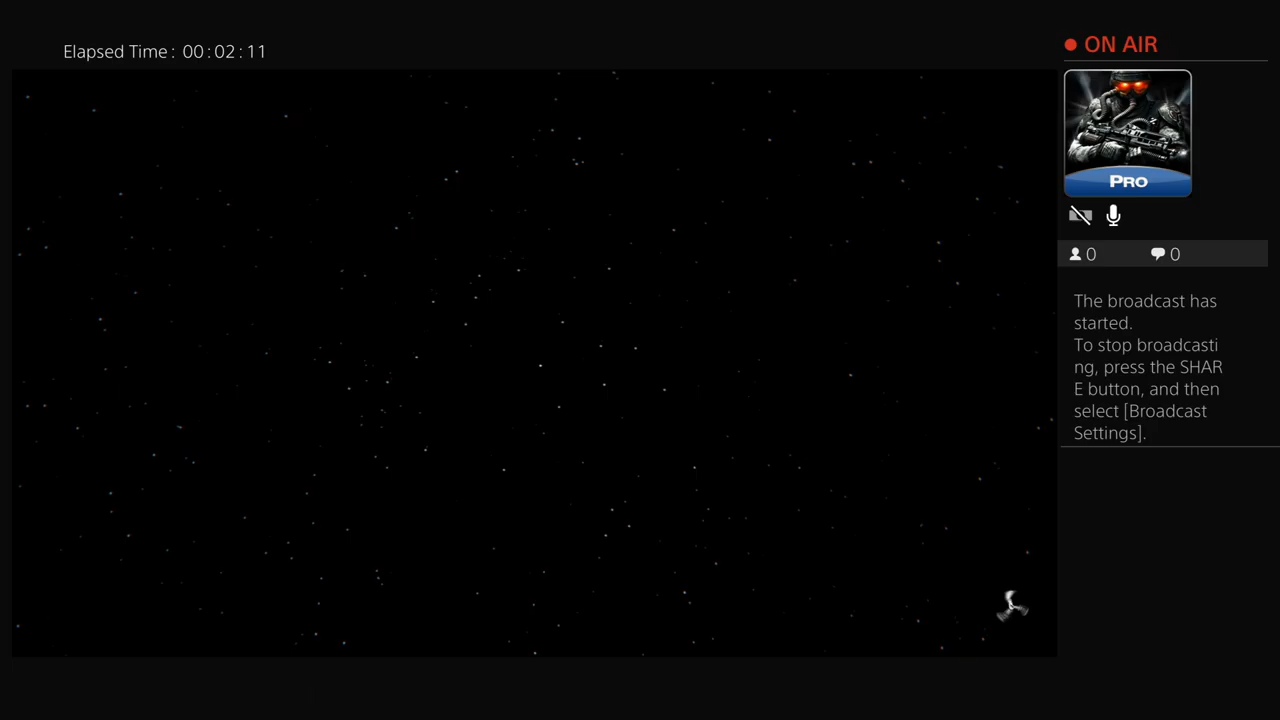 Elapsed Time: 00:02:11
ON AIR
PRO
0 0
The broadcast has
started.
To stop broadcasti
ng, press the SHAR
E button, and then
select [Broadcast
Settings].